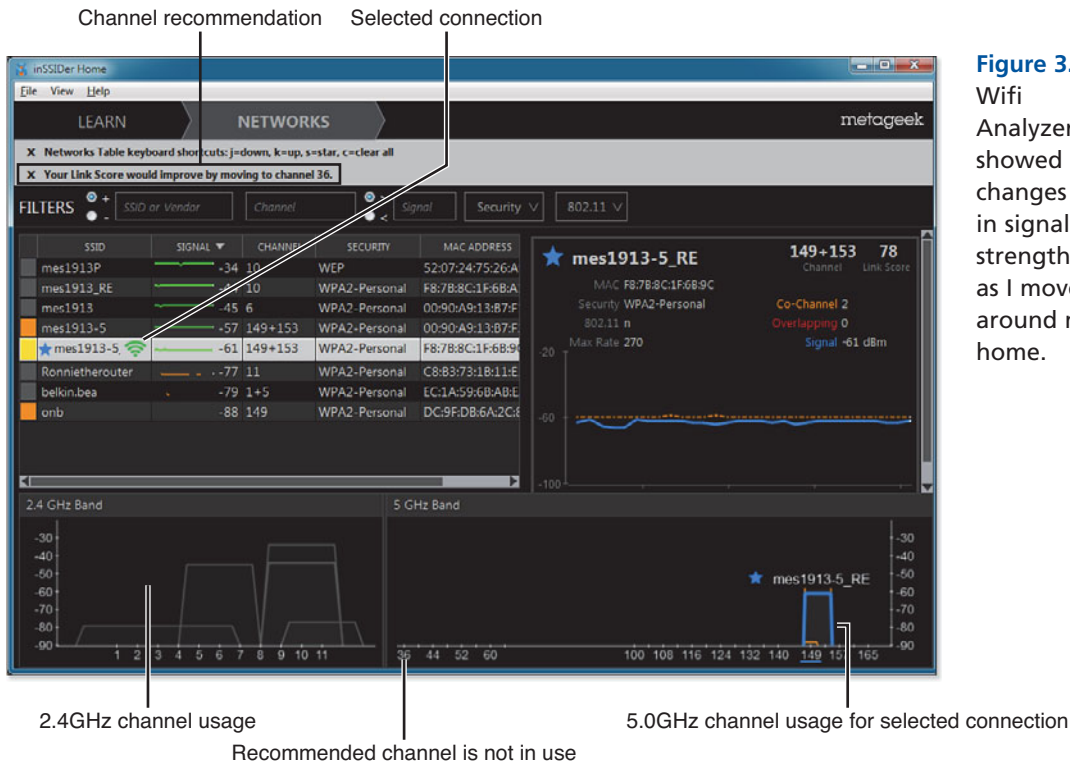 Channel recommendation Selected connection
inSSIDer Home
File View Help
LEARN NETWORKS metageek
X Networks Table keyboard shortcuts: j=down, k=up, s=star, c=clear all
X Your Link Score would improve by moving to channel 36.
FILTERS + - SSID or Vendor Channel > < Signal Security 802.11
SSID SIGNAL CHANNEL SECURITY MAC ADDRESS
mes1913P -34 10 WEP 52:07:24:75:26:A
mes1913_RE 10 WPA2-Personal F8:7B:8C:1F:6B:A
mes1913 -45 6 WPA2-Personal 00:90:A9:13:B7:F
mes1913-5 -57 149+153 WPA2-Personal 00:90:A9:13:B7:F
mes1913-5_ -61 149+153 WPA2-Personal F8:7B:8C:1F:6B:9
Ronnietherouter -77 11 WPA2-Personal C8:B3:73:1B:11:E
belkin.bea -79 1+5 WPA2-Personal EC:1A:59:6B:AB:E
onb -88 149 WPA2-Personal DC:9F:DB:6A:2C:8
mes1913-5_RE 149+153 78
Channel Link Score
MAC F8:7B:8C:1F:6B:9C
Security WPA2-Personal Co-Channel 2
802.11 n Overlapping 0
Max Rate 270 Signal -61 dBm
-20
-60
-100
2.4 GHz Band 5 GHz Band
-30 -30
-40 -40
-50 mes1913-5_RE -50
-60 -60
-70 -70
-80 -80
-90 -90
1 2 3 4 5 6 7 8 9 10 11 36 44 52 60 100 108 116 124 132 140 149 157 165
2.4GHz channel usage 5.0GHz channel usage for selected connection
Recommended channel is not in use
Figure 3.
Wifi
Analyzer
showed
changes
in signal
strength
as I move
around
home.